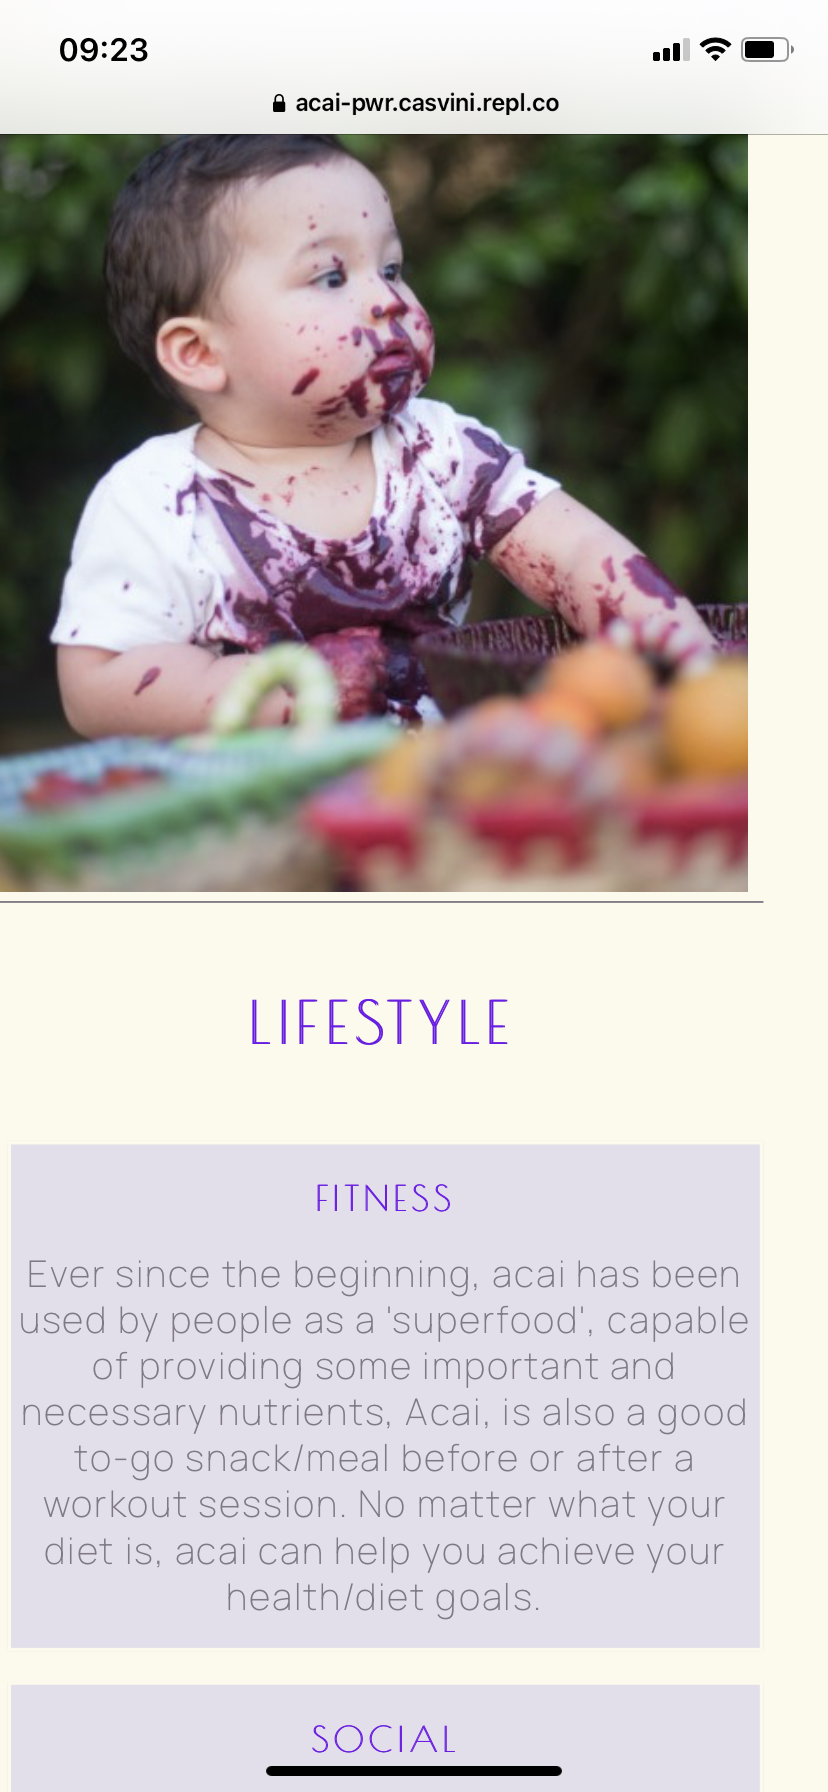 09:23
acai-pwr.casvini.repl.co
LIFESTYLE
FITNESS
Ever since the beginning, acai has been
used by people as a 'superfood', capable
of providing some important and
necessary nutrients, Acai, is also a good
to-go snack/meal before or after a
workout session. No matter what your
diet is, acai can help you achieve your
health/diet goals.
SOCIAL